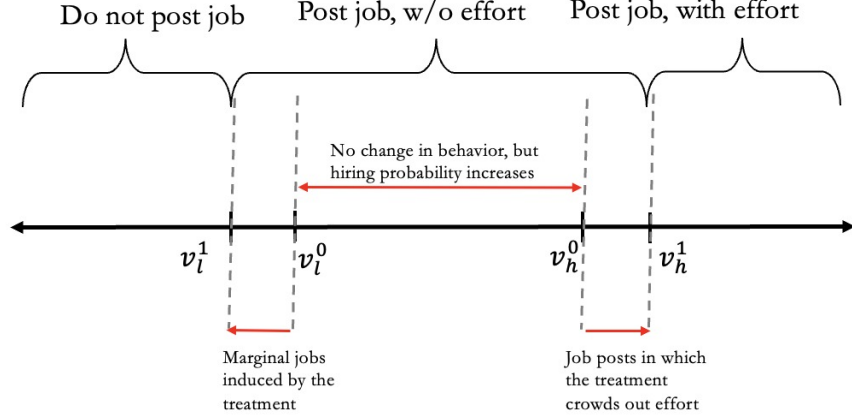 Do not post job
Post job, w/o effort
Post job, with effort
No change in behavior, but
hiring probability increases
v_l^1
v_l^0
v_h^0
v_h^1
Marginal jobs
induced by the
treatment
Job posts in which
the treatment
crowds out effort